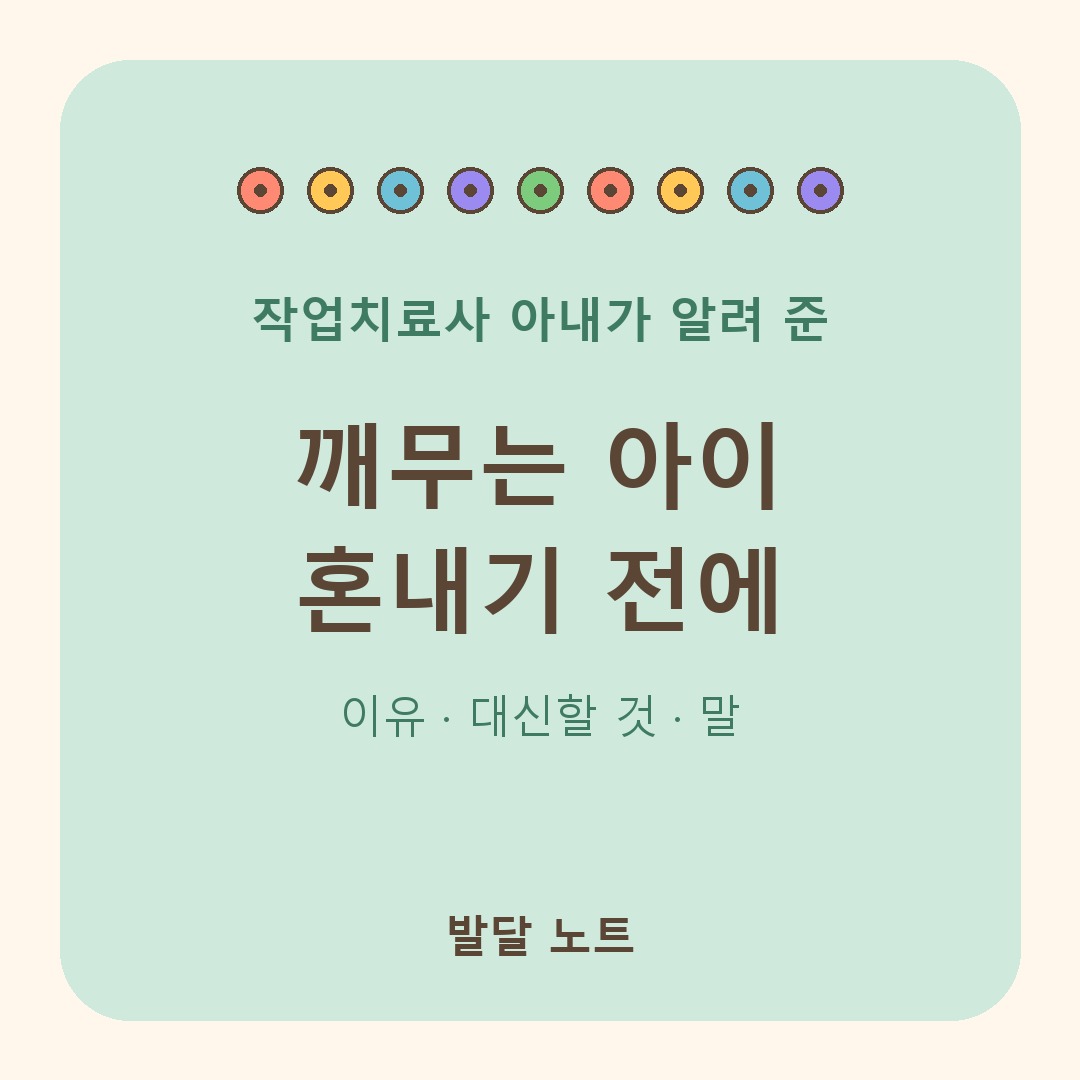 작업치료사 아내가 알려 준
깨무는 아이
혼내기 전에
이유 · 대신할 것 · 말
발달 노트